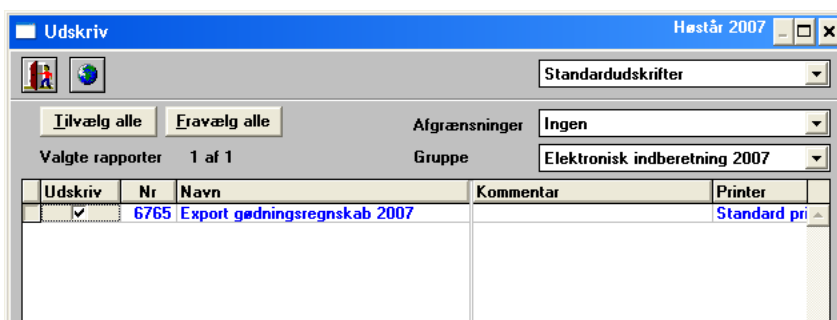 Udskriv Høstår 2007
Standardudskrifter
Tilvælg alle Fravælg alle Afgrænsninger Ingen
Valgte rapporter 1 af 1 Gruppe Elektronisk indberetning 2007
Udskriv Nr Navn Kommentar Printer
6765 Export gødningsregnskab 2007 Standard pri